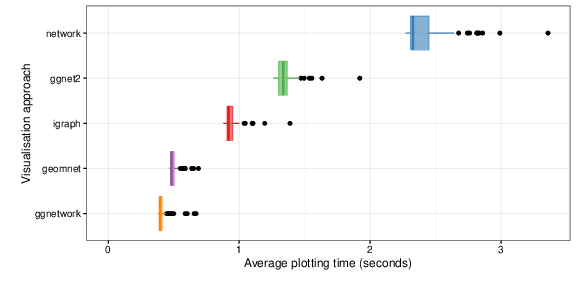 network
ggnet2
igraph
geomnet
ggnetwork
Visualisation approach
0 1 2 3
Average plotting time (seconds)